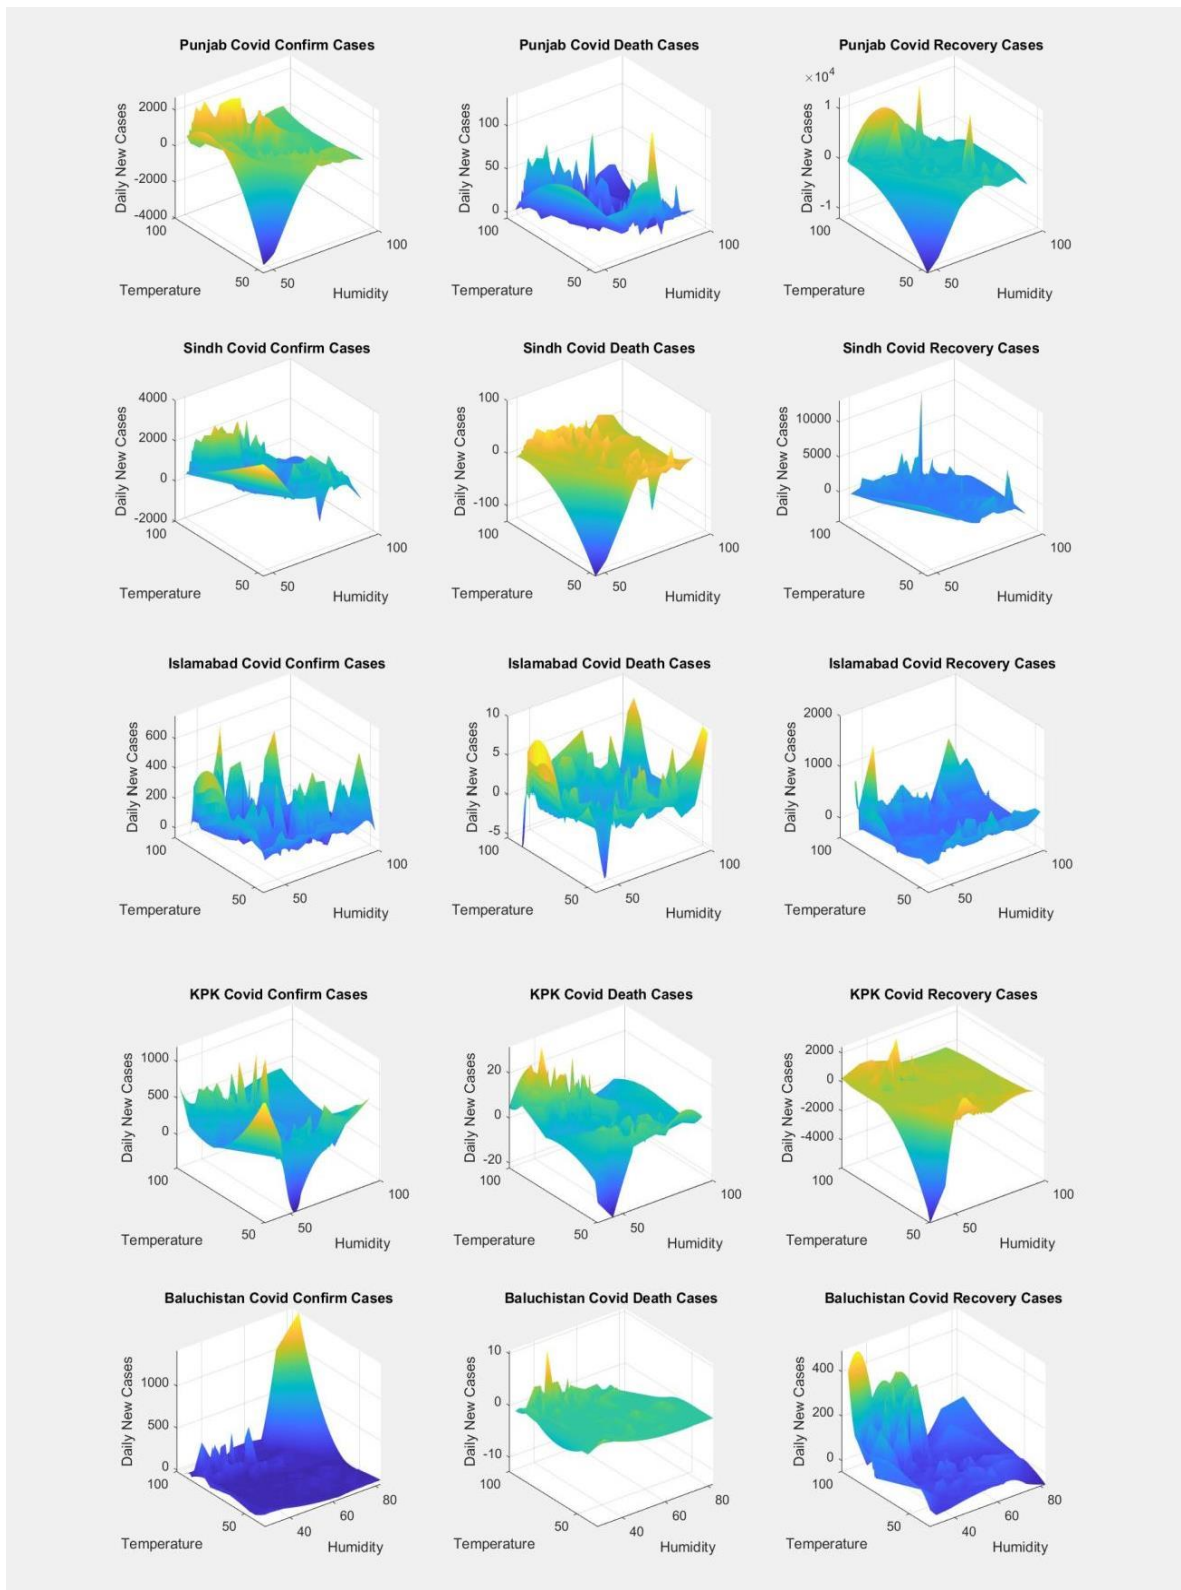 Punjab Covid Confirm Cases
Daily New Cases
2000
0
-2000
-4000
100
50
Temperature
50
100
Humidity
Punjab Covid Death Cases
Daily New Cases
100
50
0
100
50
Temperature
50
100
Humidity
Punjab Covid Recovery Cases
×10⁴
Daily New Cases
1
0
-1
100
50
Temperature
50
100
Humidity
Sindh Covid Confirm Cases
Daily New Cases
4000
2000
0
-2000
100
50
Temperature
50
100
Humidity
Sindh Covid Death Cases
Daily New Cases
100
0
-100
100
50
Temperature
50
100
Humidity
Sindh Covid Recovery Cases
Daily New Cases
10000
5000
0
100
50
Temperature
50
100
Humidity
Islamabad Covid Confirm Cases
Daily New Cases
600
400
200
0
100
50
Temperature
50
100
Humidity
Islamabad Covid Death Cases
Daily New Cases
10
5
0
-5
100
50
Temperature
50
100
Humidity
Islamabad Covid Recovery Cases
Daily New Cases
2000
1000
0
100
50
Temperature
50
100
Humidity
KPK Covid Confirm Cases
Daily New Cases
1000
500
0
100
50
Temperature
50
100
Humidity
KPK Covid Death Cases
Daily New Cases
20
0
-20
100
50
Temperature
50
100
Humidity
KPK Covid Recovery Cases
Daily New Cases
2000
0
-2000
-4000
100
50
Temperature
50
100
Humidity
Baluchistan Covid Confirm Cases
Daily New Cases
1000
500
0
100
50
Temperature
40
60
80
Humidity
Baluchistan Covid Death Cases
Daily New Cases
10
0
-10
100
50
Temperature
40
60
80
Humidity
Baluchistan Covid Recovery Cases
Daily New Cases
400
200
0
100
50
Temperature
40
60
80
Humidity